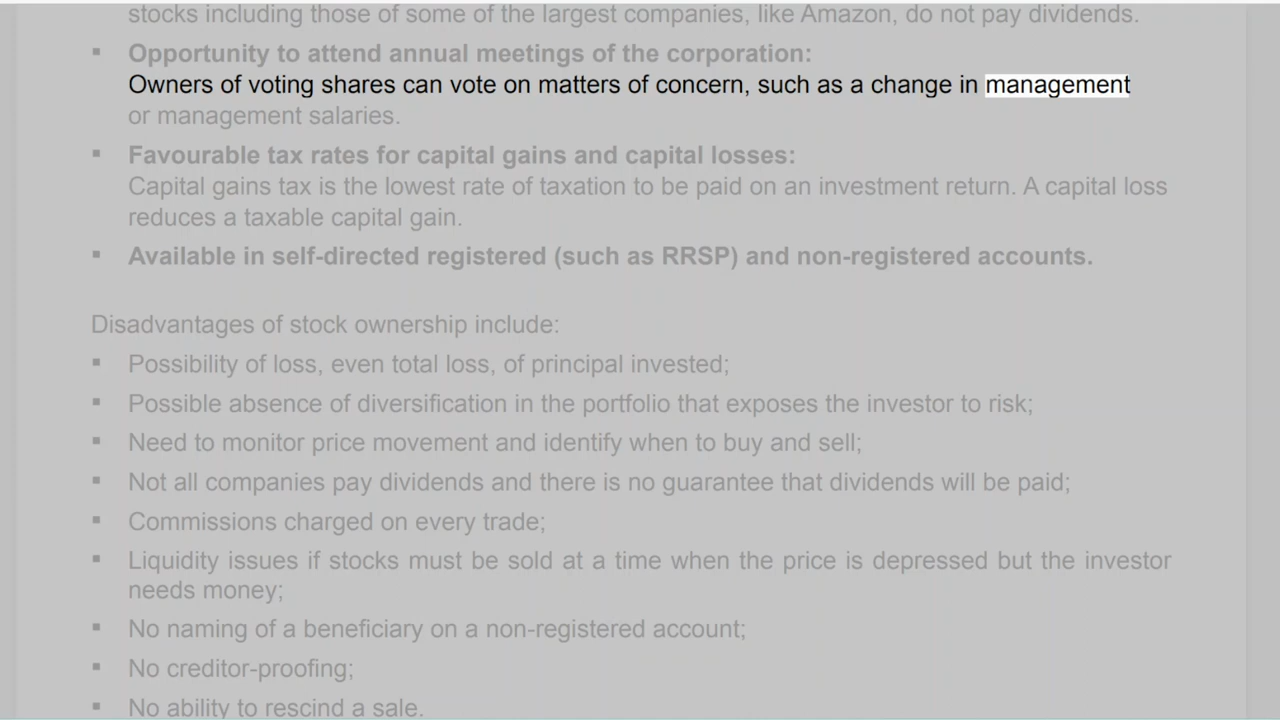 stocks including those of some of the largest companies, like Amazon, do not pay dividends.
▪ Opportunity to attend annual meetings of the corporation:
Owners of voting shares can vote on matters of concern, such as a change in management
or management salaries.
▪ Favourable tax rates for capital gains and capital losses:
Capital gains tax is the lowest rate of taxation to be paid on an investment return. A capital loss
reduces a taxable capital gain.
▪ Available in self-directed registered (such as RRSP) and non-registered accounts.
Disadvantages of stock ownership include:
▪ Possibility of loss, even total loss, of principal invested;
▪ Possible absence of diversification in the portfolio that exposes the investor to risk;
▪ Need to monitor price movement and identify when to buy and sell;
▪ Not all companies pay dividends and there is no guarantee that dividends will be paid;
▪ Commissions charged on every trade;
▪ Liquidity issues if stocks must be sold at a time when the price is depressed but the investor
needs money;
▪ No naming of a beneficiary on a non-registered account;
▪ No creditor-proofing;
▪ No ability to rescind a sale.